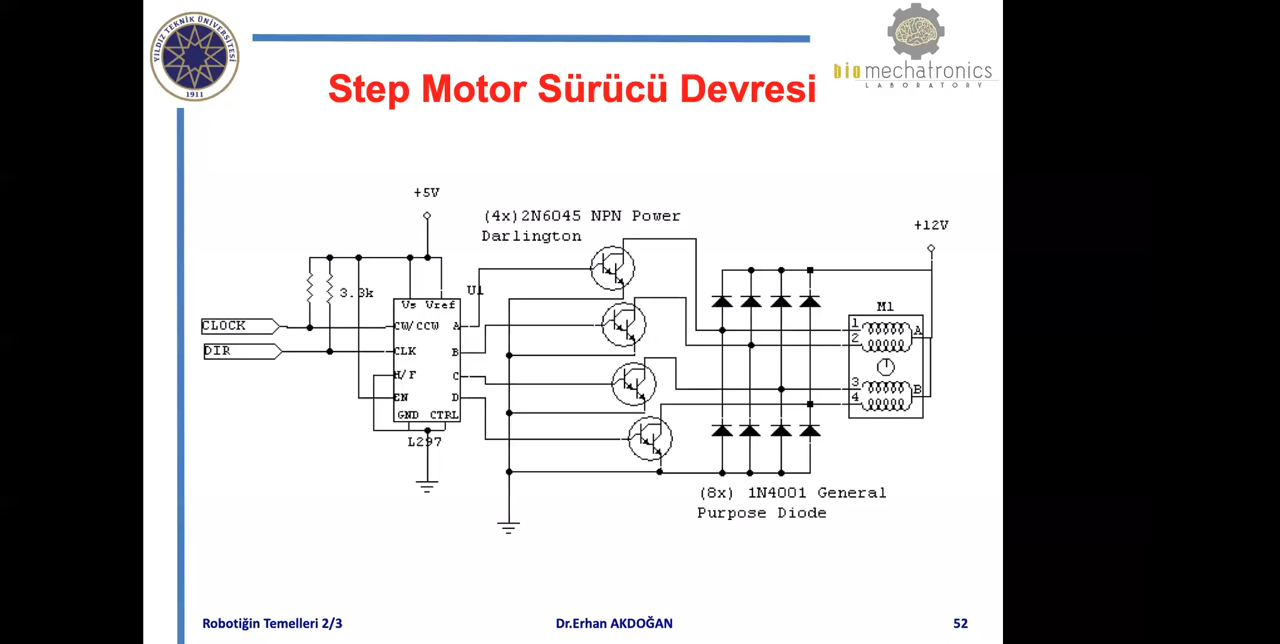 YILDIZ TEKNİK ÜNİVERSİTESİ
1911
biomechatronics
LABORATORY
Step Motor Sürücü Devresi
+5V
(4x)2N6045 NPN Power
Darlington
+12V
3.3k
U1
Vs Vref
M1
CLOCK
CW/CCW A
1
2
A
DIR
CLK B
H/F C
3
4
B
EN D
GND CTRL
L297
(8x) 1N4001 General
Purpose Diode
Robotiğin Temelleri 2/3
Dr.Erhan AKDOĞAN
52